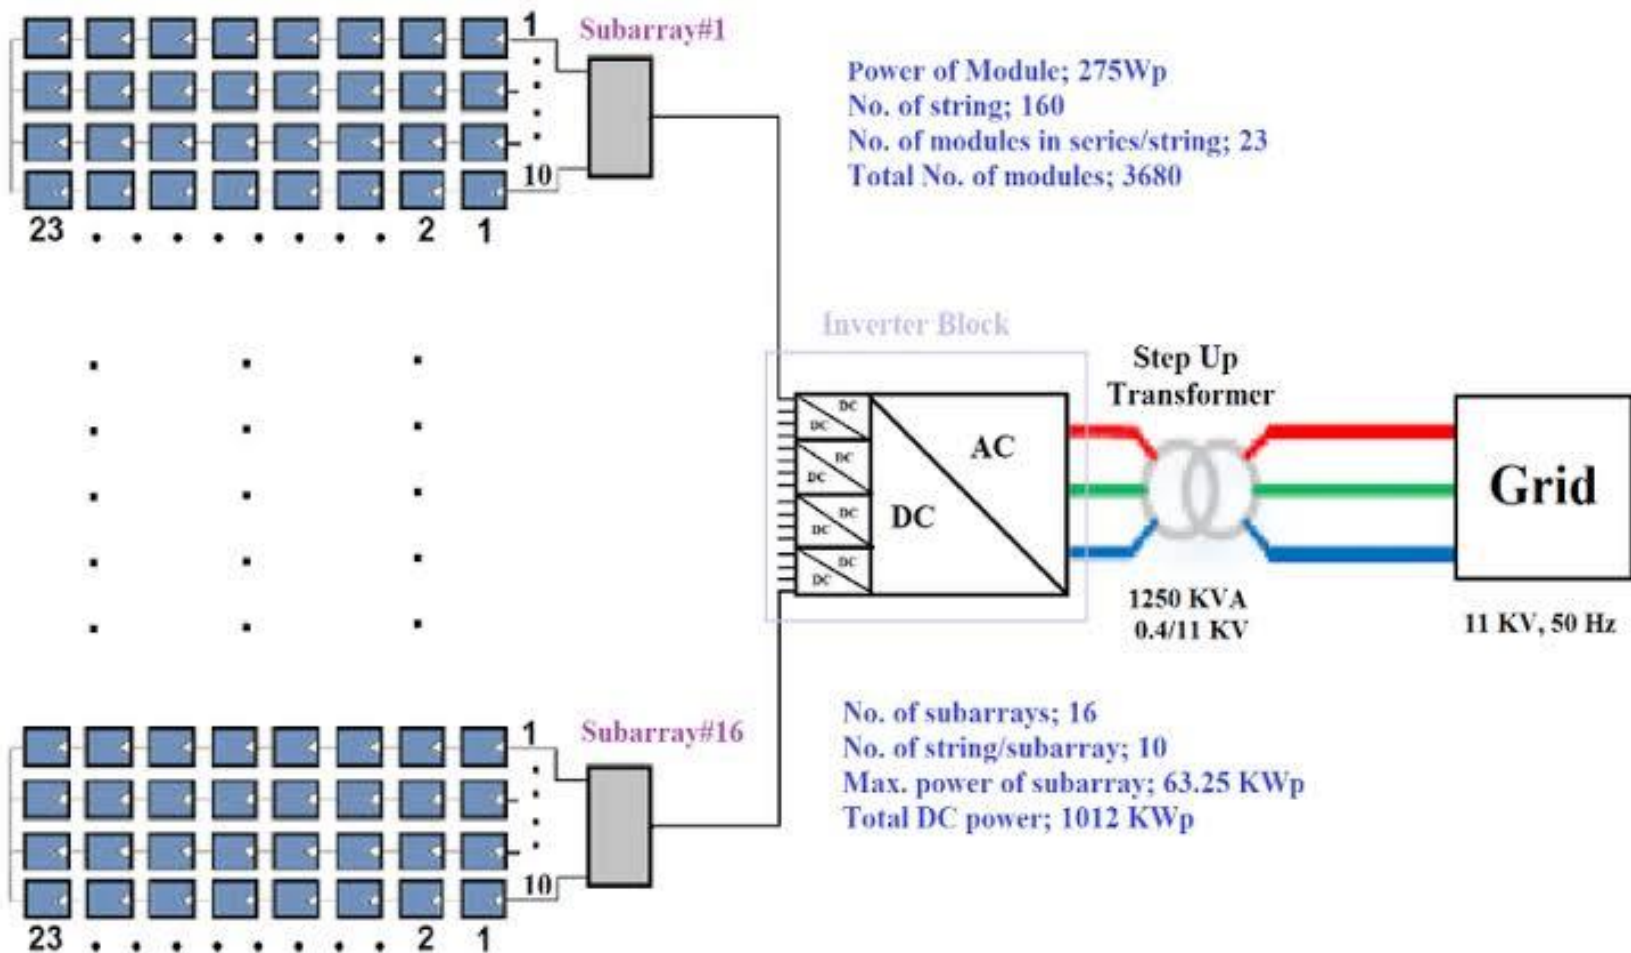 1
Subarray#1
10
23 . . . . . . . . 2 1
Power of Module; 275Wp
No. of string; 160
No. of modules in series/string; 23
Total No. of modules; 3680
Inverter Block
DC
DC
DC
DC
DC
DC
DC
DC
AC
DC
Step Up
Transformer
1250 KVA
0.4/11 KV
Grid
11 KV, 50 Hz
1
Subarray#16
10
23 . . . . . . . . 2 1
No. of subarrays; 16
No. of string/subarray; 10
Max. power of subarray; 63.25 KWp
Total DC power; 1012 KWp